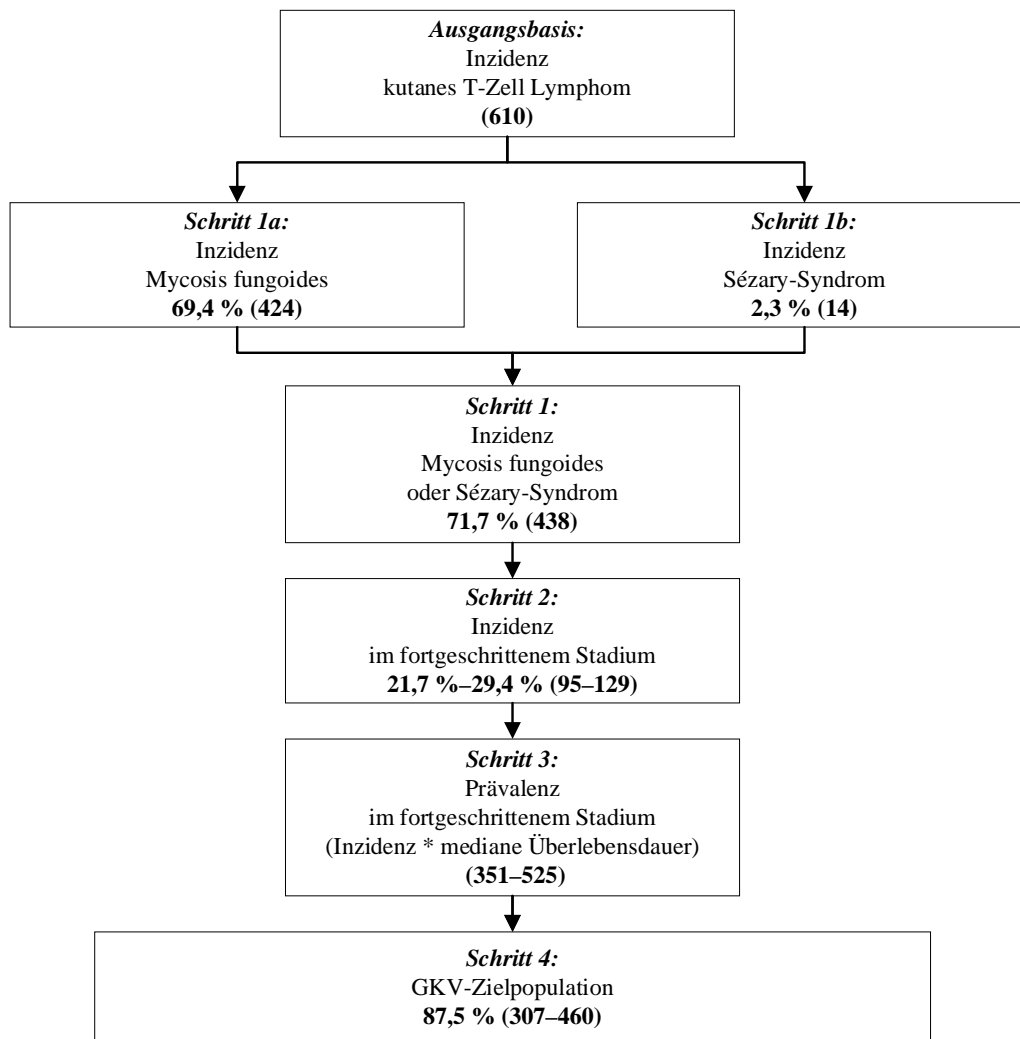 Ausgangsbasis:
Inzidenz
kutanes T-Zell Lymphom
(610)
Schritt 1a:
Inzidenz
Mycosis fungoides
69,4 % (424)
Schritt 1b:
Inzidenz
Sézary-Syndrom
2,3 % (14)
Schritt 1:
Inzidenz
Mycosis fungoides
oder Sézary-Syndrom
71,7 % (438)
Schritt 2:
Inzidenz
im fortgeschrittenem Stadium
21,7 %–29,4 % (95–129)
Schritt 3:
Prävalenz
im fortgeschrittenem Stadium
(Inzidenz * mediane Überlebensdauer)
(351–525)
Schritt 4:
GKV-Zielpopulation
87,5 % (307–460)